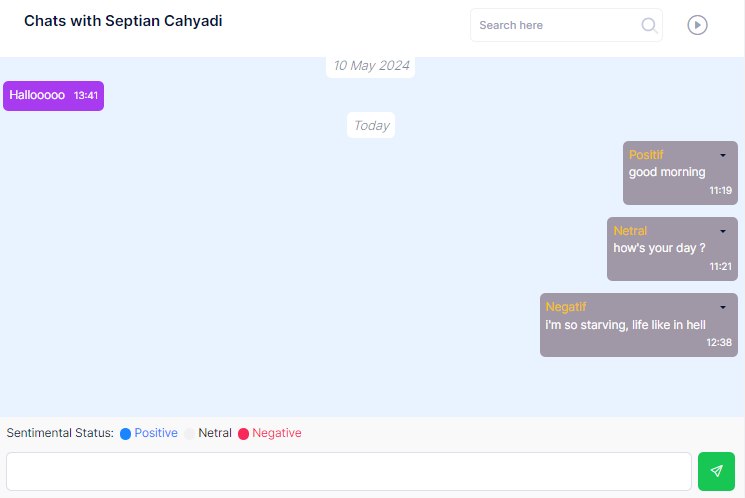 Chats with Septian Cahyadi
Search here
10 May 2024
Hallooooo 13:41
Today
Positif
good morning
11:19
Netral
how's your day ?
11:21
Negatif
i'm so starving, life like in hell
12:38
Sentimental Status: Positive Netral Negative